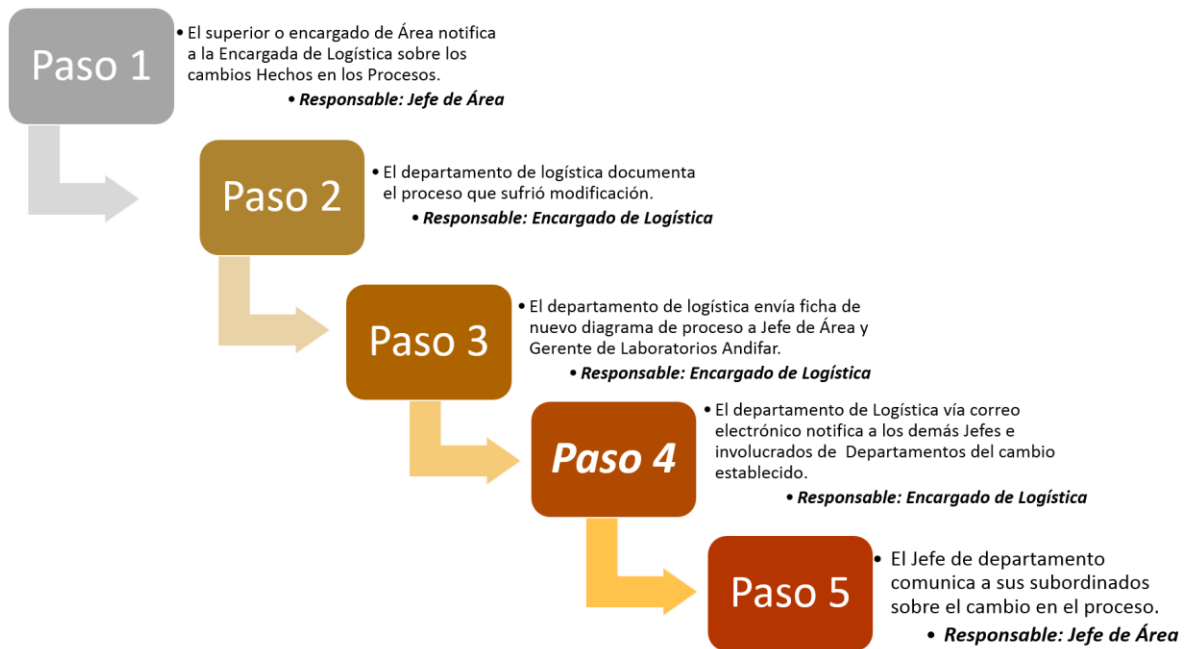 Paso 1
• El superior o encargado de Área notifica
a la Encargada de Logística sobre los
cambios Hechos en los Procesos.
• Responsable: Jefe de Área
Paso 2
• El departamento de logística documenta
el proceso que sufrió modificación.
• Responsable: Encargado de Logística
Paso 3
• El departamento de logística envía ficha de
nuevo diagrama de proceso a Jefe de Área y
Gerente de Laboratorios Andifar.
• Responsable: Encargado de Logística
Paso 4
• El departamento de Logística vía correo
electrónico notifica a los demás Jefes e
involucrados de Departamentos del cambio
establecido.
• Responsable: Encargado de Logística
Paso 5
• El Jefe de departamento
comunica a sus subordinados
sobre el cambio en el proceso.
• Responsable: Jefe de Área